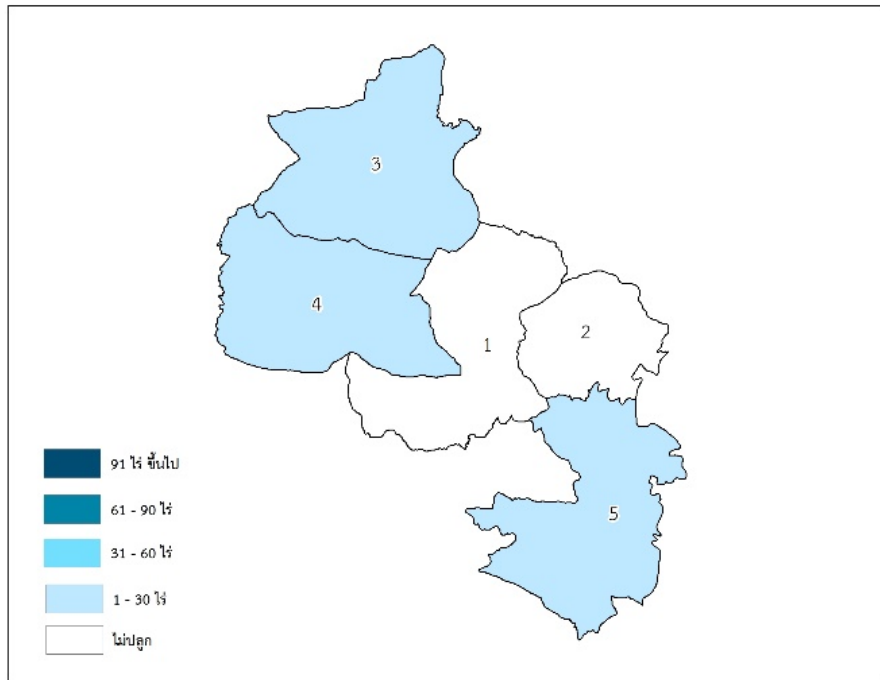 3
4
1
2
5
91 ไร่ ขึ้นไป
61 - 90 ไร่
31 - 60 ไร่
1 - 30 ไร่
ไม่ปลูก